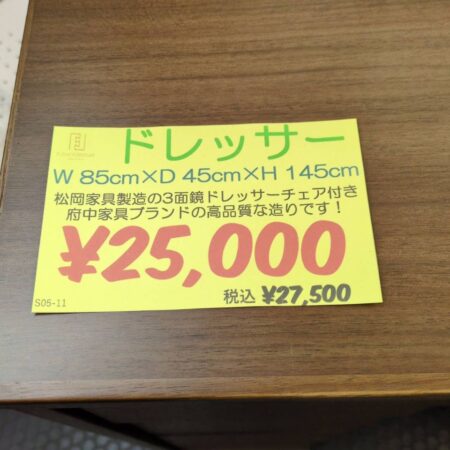 ドレッサー
W 85cm×D 45cm×H 145cm
松岡家具製造の3面鏡ドレッサーチェア付き
府中家具ブランドの高品質な造りです！
¥25,000
税込 ¥27,500
S05-11